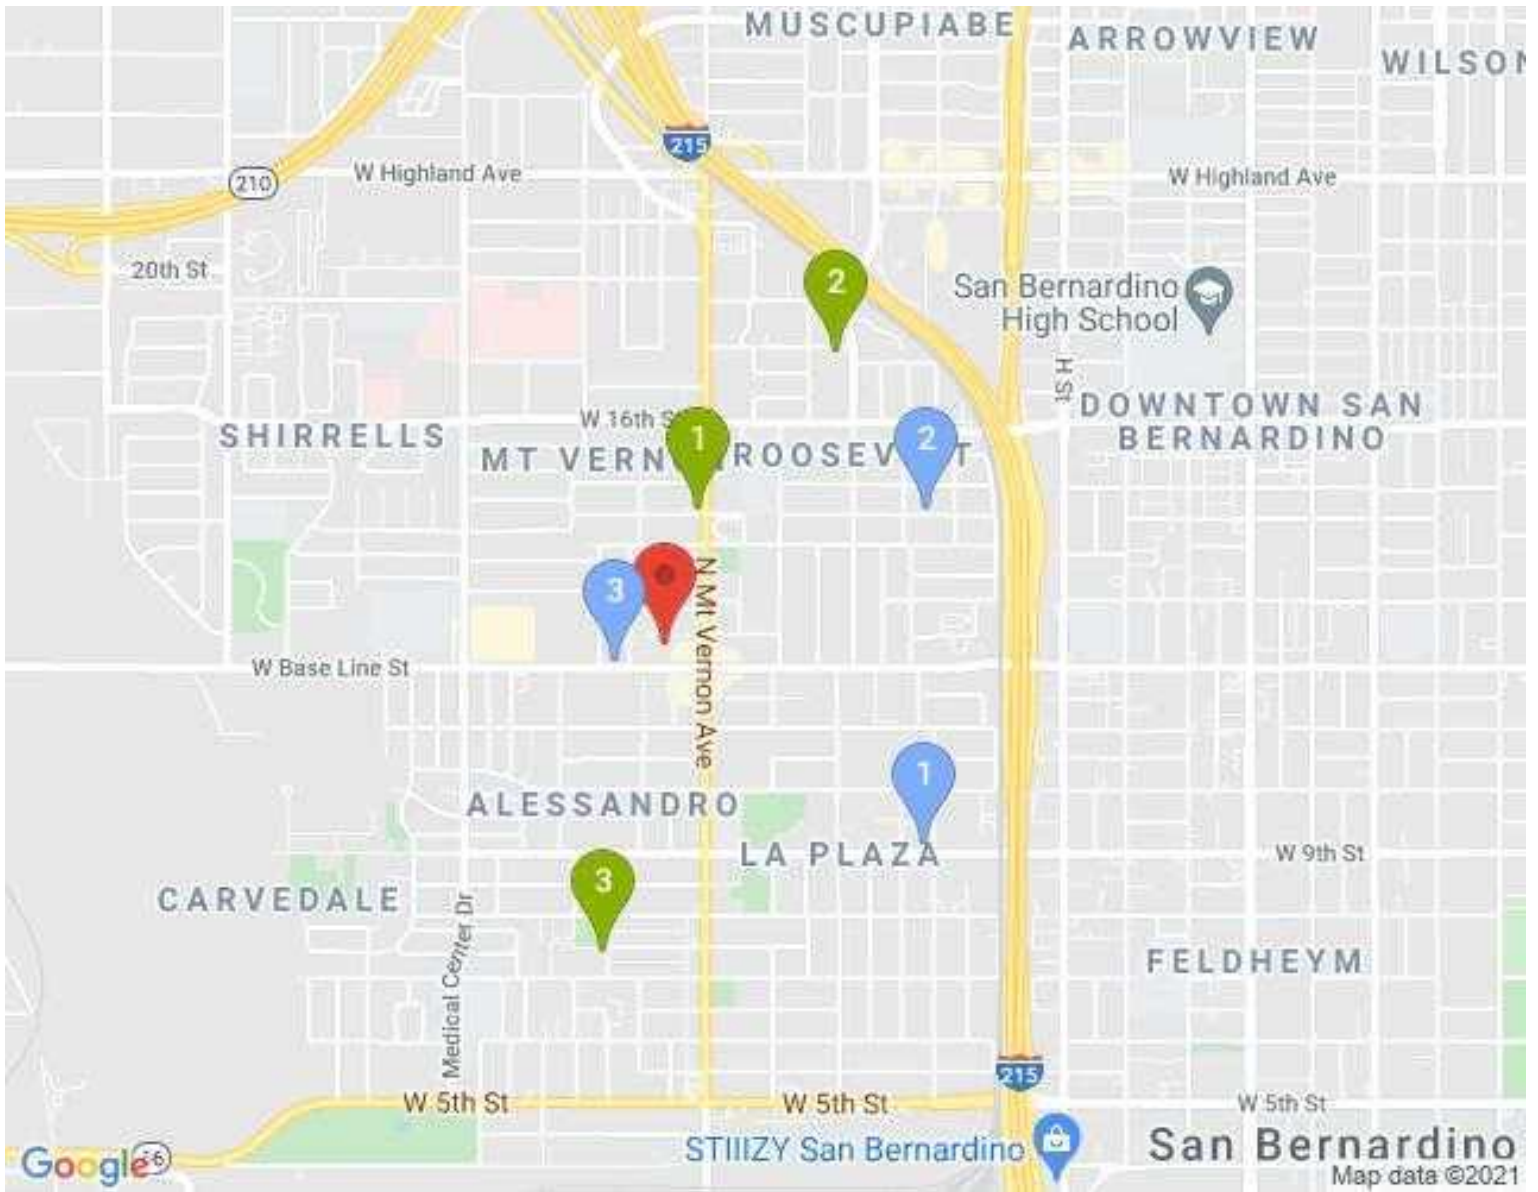 MUSCUPIABE
ARROWVIEW
WILSON
215
W Highland Ave
W Highland Ave
210
20th St
2
San Bernardino
High School
H St
W 16th S
1
2
SHIRRELLS
MT VERN
ROOSEV T
DOWNTOWN SAN
BERNARDINO
3
N Mt Vernon Ave
W Base Line St
1
ALESSANDRO
LA PLAZA
W 9th St
3
CARVEDALE
Medical Center Dr
FELDHEYM
215
W 5th St
W 5th St
W 5th St
STIIIZY San Bernardino
San Bernardino
Google
Map data ©2021